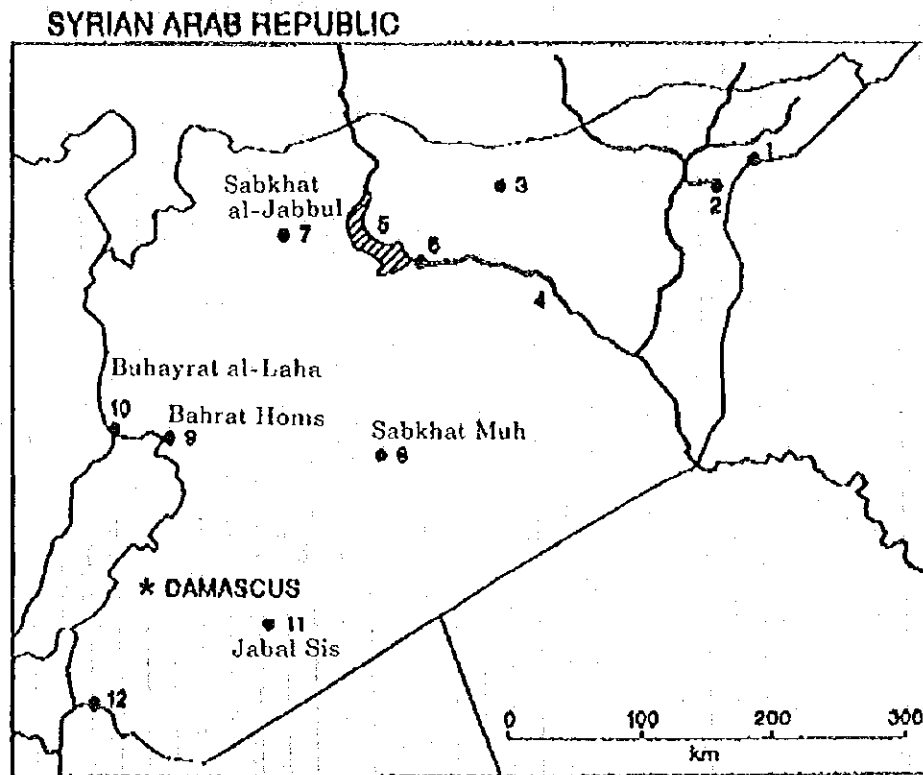 SYRIAN ARAB REPUBLIC
1
Sabkhat
al-Jabbul
3
2
5
7
6
4
Buhayrat al-Laha
10
Bahrat Homs
9
Sabkhat Muh
8
* DAMASCUS
11
Jabal Sis
12
0 100 200 300
km